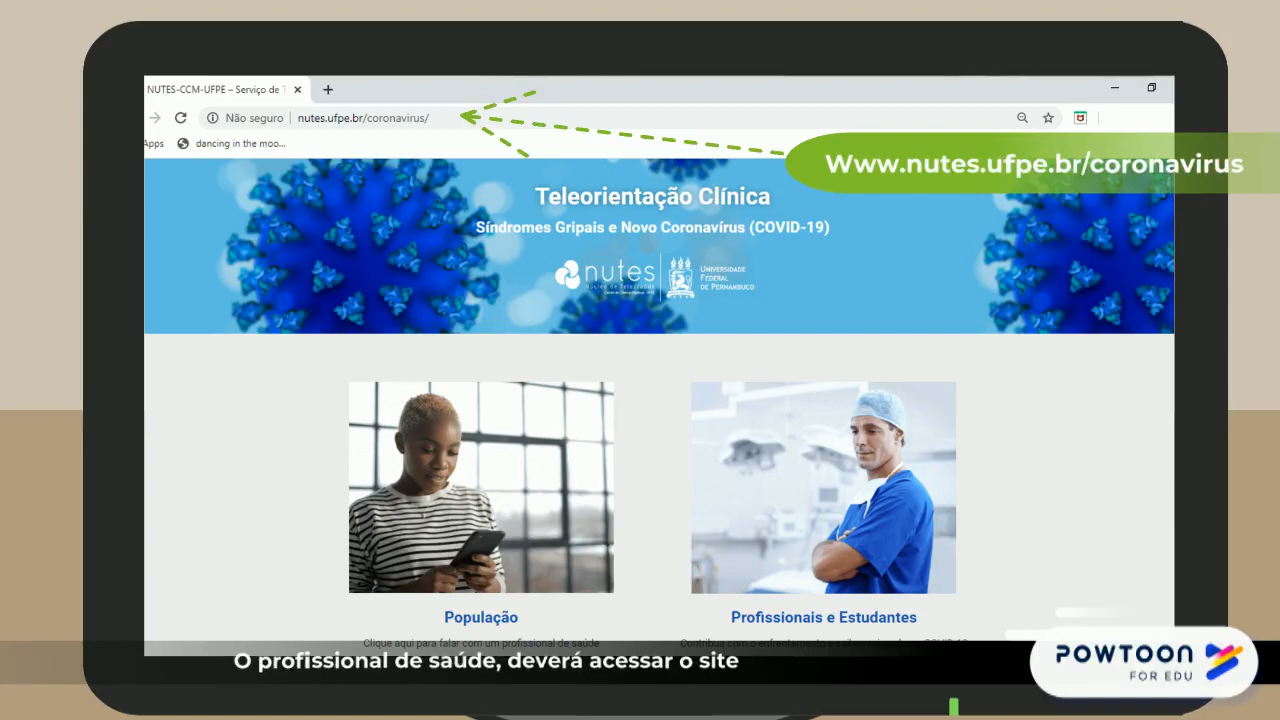 NUTES-CCM-UFPE – Serviço de T
Não seguro
nutes.ufpe.br/coronavirus/
Apps
dancing in the moo...
Www.nutes.ufpe.br/coronavirus
Teleorientação Clínica
Síndromes Gripais e Novo Coronavírus (COVID-19)
nutes
Núcleo de Telessaúde
UNIVERSIDADE
FEDERAL
DE PERNAMBUCO
População
Profissionais e Estudantes
Clique aqui para falar com um profissional de saúde
Contribua com o enfrentamento e
O profissional de saúde, deverá acessar o site
POWTOON
FOR EDU